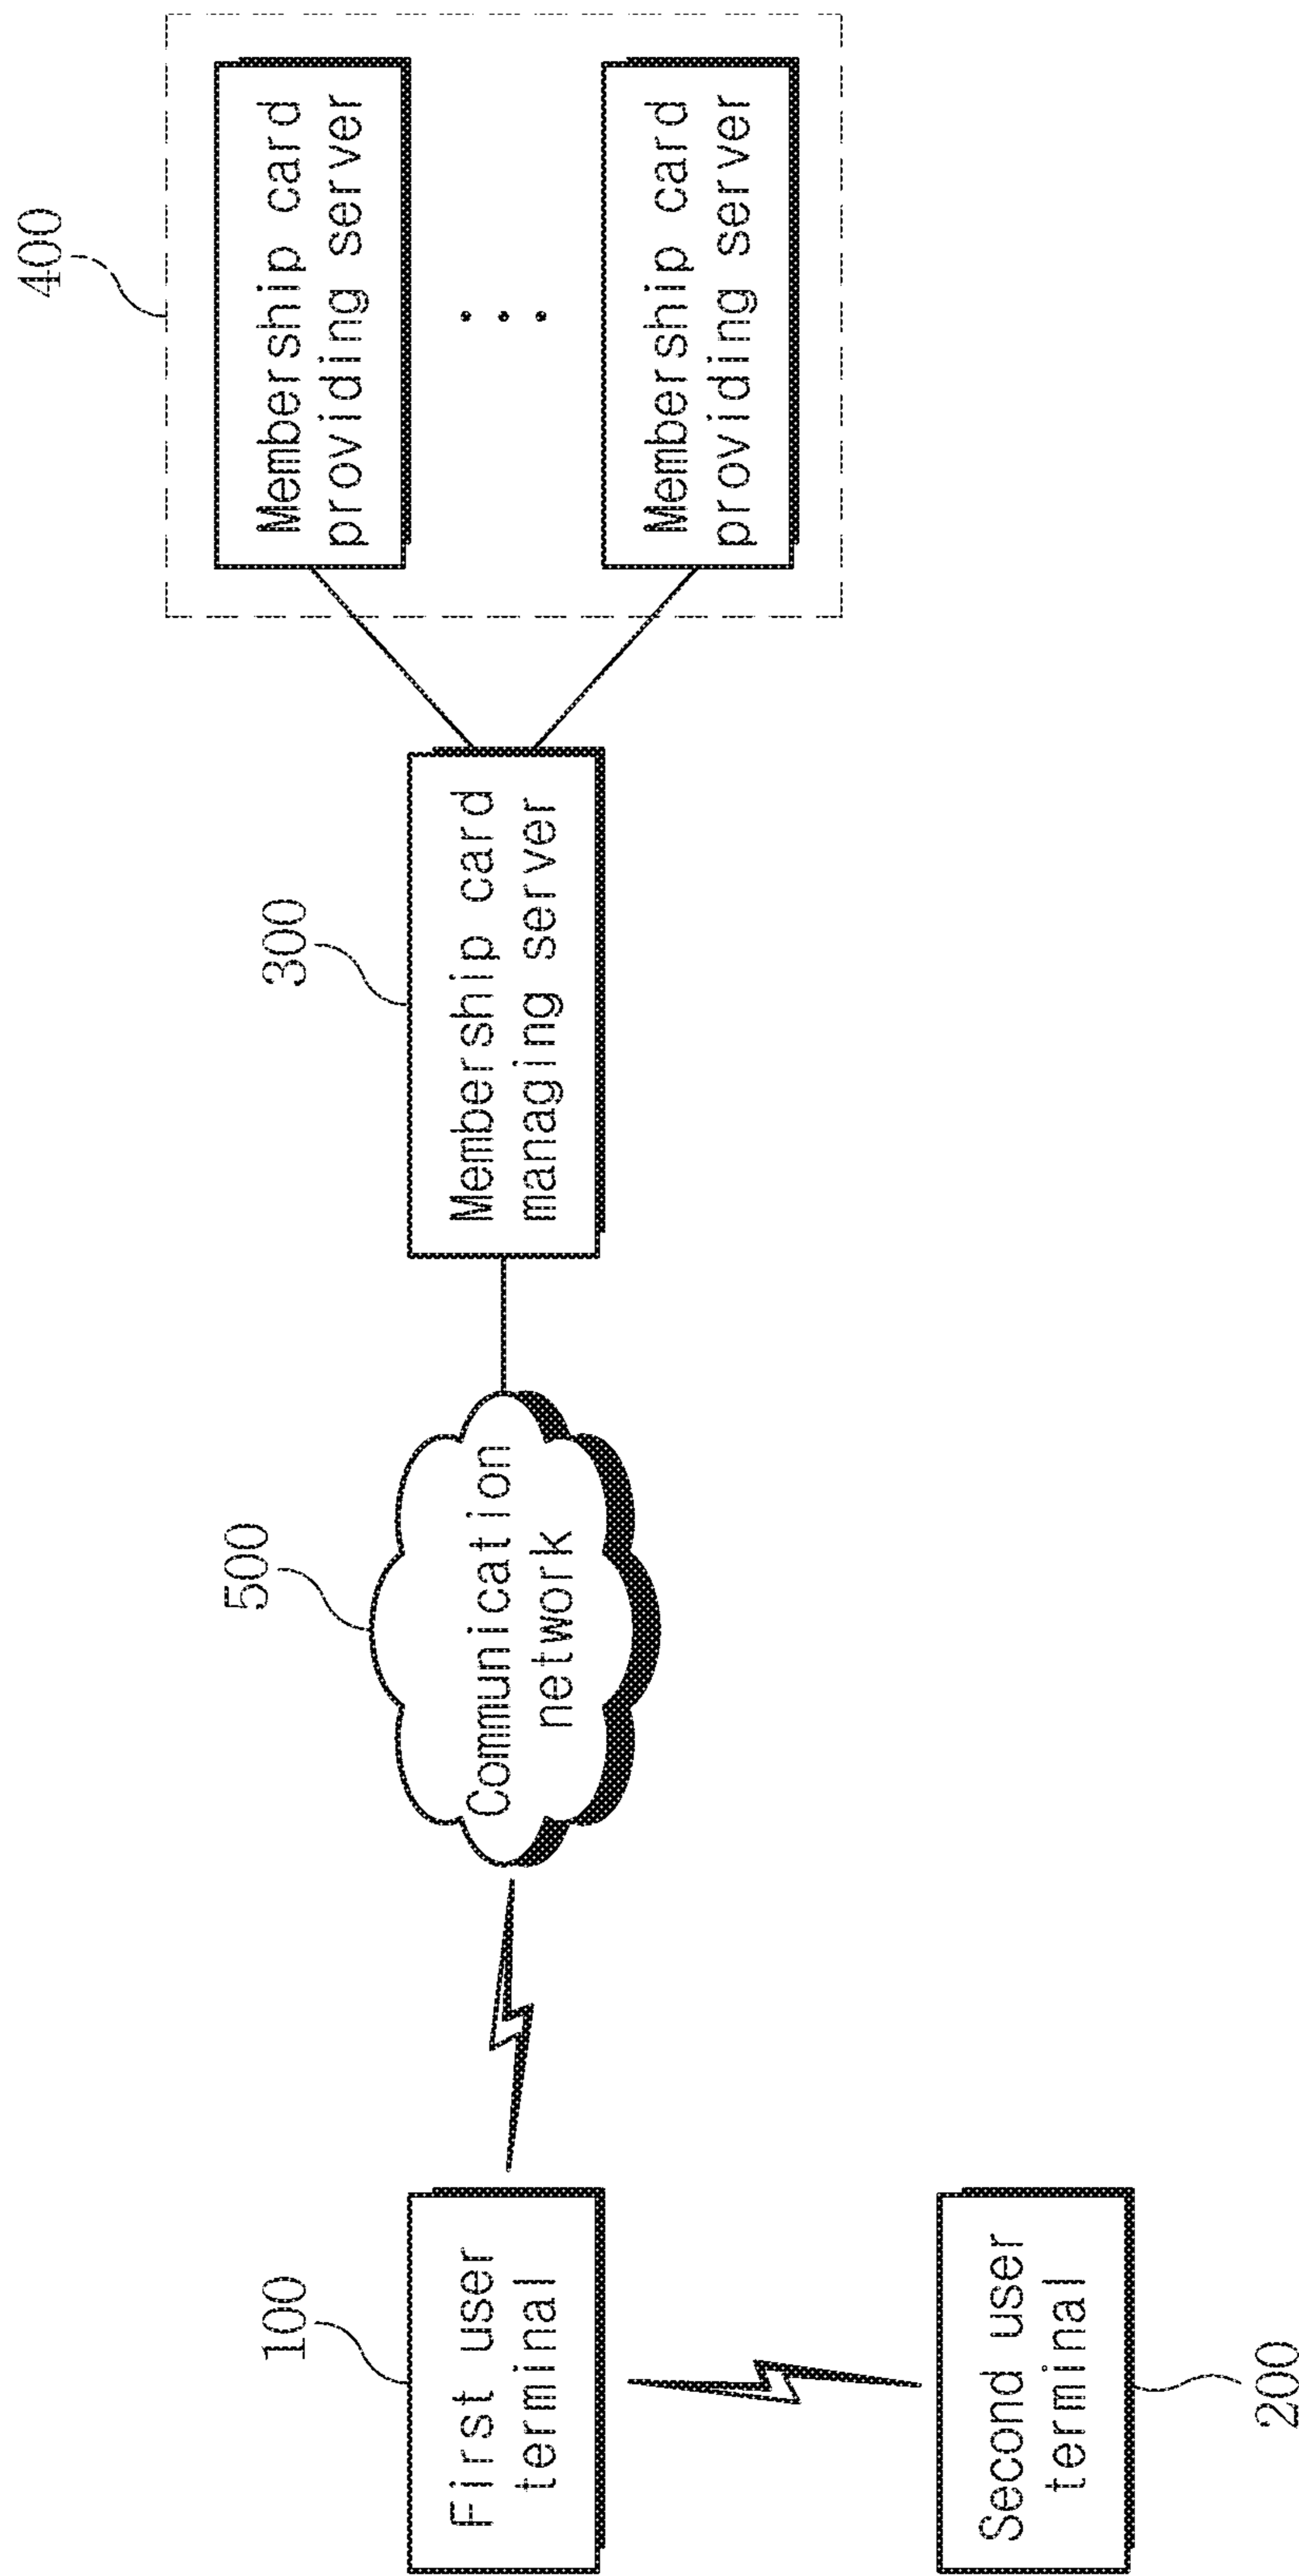 400
Membership card
providing server
300
Membership card
managing server
500
Communication
network
Membership card
providing server
100
First user
terminal
Second user
terminal
200